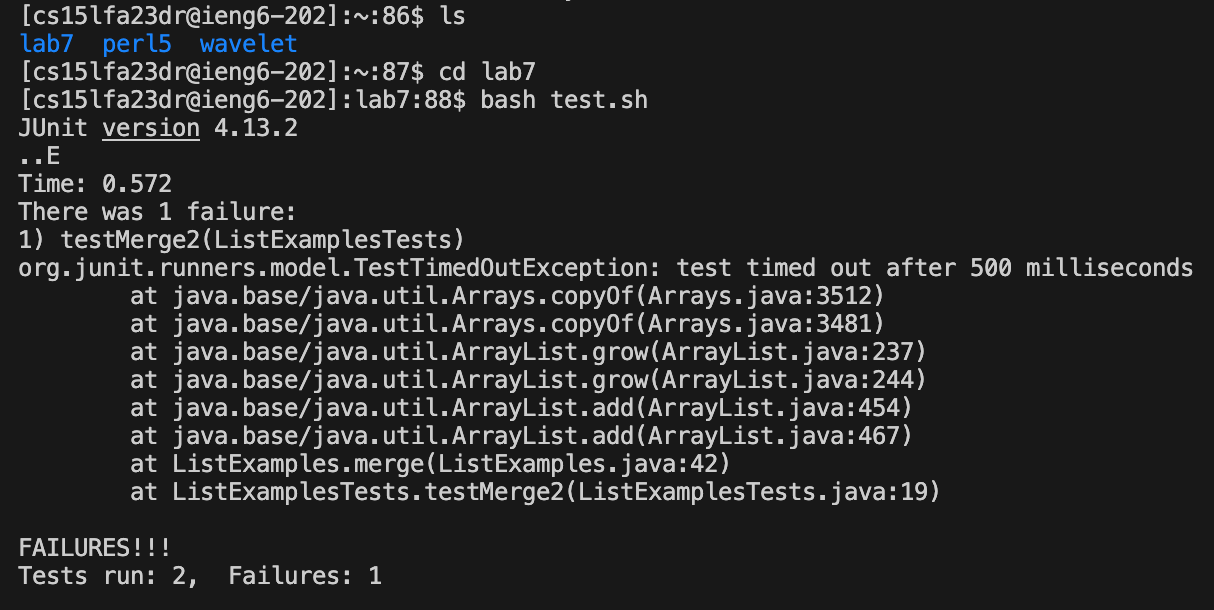 [cs15lfa23dr@ieng6-202]:~:86$ ls
lab7  perl5  wavelet
[cs15lfa23dr@ieng6-202]:~:87$ cd lab7
[cs15lfa23dr@ieng6-202]:lab7:88$ bash test.sh
JUnit version 4.13.2
..E
Time: 0.572
There was 1 failure:
1) testMerge2(ListExamplesTests)
org.junit.runners.model.TestTimedOutException: test timed out after 500 milliseconds
        at java.base/java.util.Arrays.copyOf(Arrays.java:3512)
        at java.base/java.util.Arrays.copyOf(Arrays.java:3481)
        at java.base/java.util.ArrayList.grow(ArrayList.java:237)
        at java.base/java.util.ArrayList.grow(ArrayList.java:244)
        at java.base/java.util.ArrayList.add(ArrayList.java:454)
        at java.base/java.util.ArrayList.add(ArrayList.java:467)
        at ListExamples.merge(ListExamples.java:42)
        at ListExamplesTests.testMerge2(ListExamplesTests.java:19)

FAILURES!!!
Tests run: 2,  Failures: 1